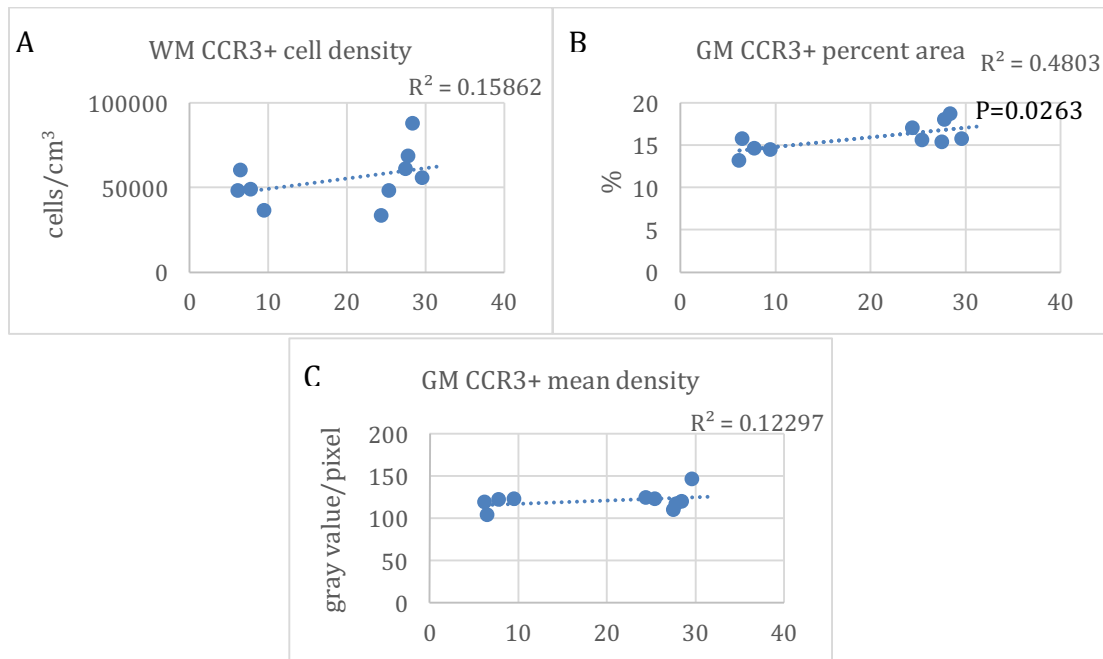 A
WM CCR3+ cell density
R² = 0.15862
100000
50000
0
cells/cm³
0 10 20 30 40
B
GM CCR3+ percent area
R² = 0.4803
P=0.0263
20
15
10
5
0
%
0 10 20 30 40
C
GM CCR3+ mean density
R² = 0.12297
200
150
100
50
0
gray value/pixel
0 10 20 30 40